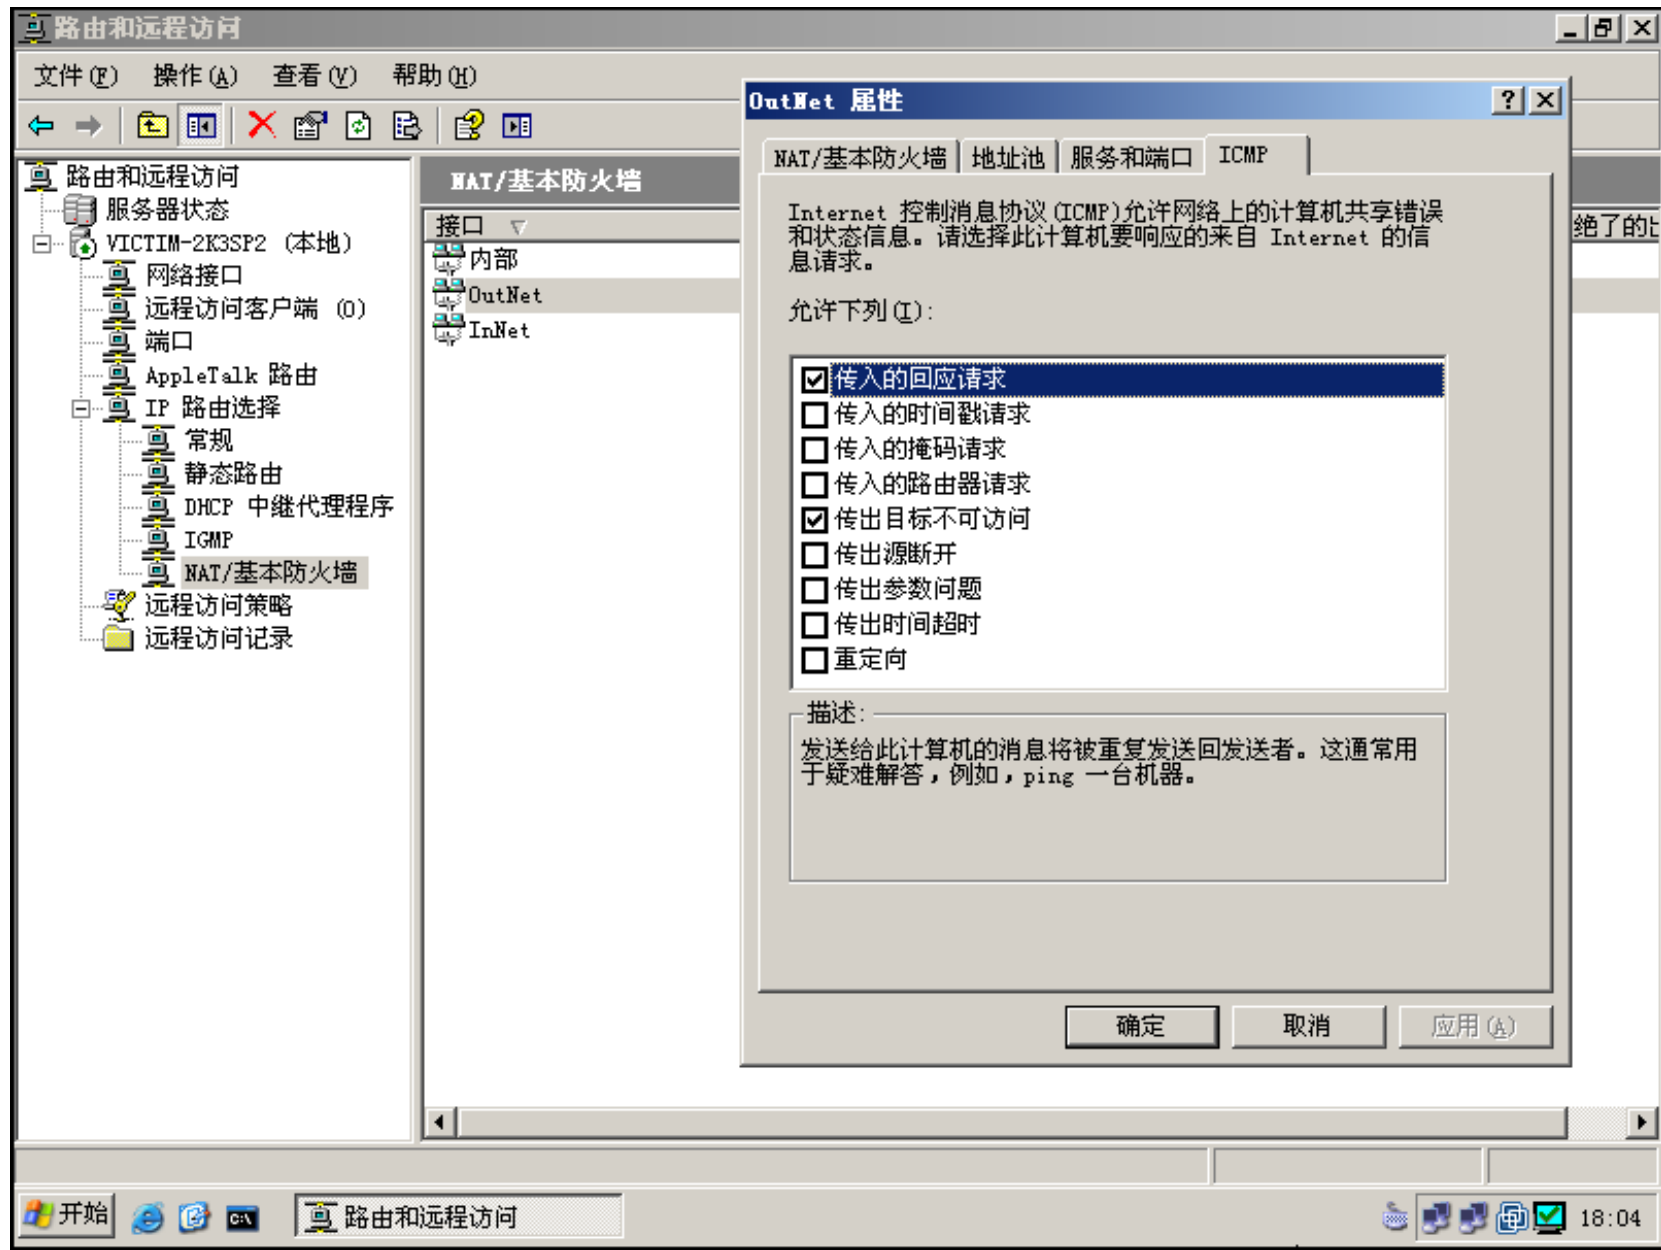 路由和远程访问
文件(F) 操作(A) 查看(V) 帮助(H)
路由和远程访问
服务器状态
VICTIM-2K3SP2 (本地)
网络接口
远程访问客户端 (0)
端口
AppleTalk 路由
IP 路由选择
常规
静态路由
DHCP 中继代理程序
IGMP
NAT/基本防火墙
远程访问策略
远程访问记录
NAT/基本防火墙
接口
绝了的
内部
OutNet
InNet
OutNet 属性
NAT/基本防火墙 地址池 服务和端口 ICMP
Internet 控制消息协议(ICMP)允许网络上的计算机共享错误
和状态信息。请选择此计算机要响应的来自 Internet 的信
息请求。
允许下列(I):
传入的回应请求
传入的时间戳请求
传入的掩码请求
传入的路由器请求
传出目标不可访问
传出源断开
传出参数问题
传出时间超时
重定向
描述:
发送给此计算机的消息将被重复发送回发送者。这通常用
于疑难解答，例如，ping 一台机器。
确定 取消 应用(A)
开始 路由和远程访问 18:04